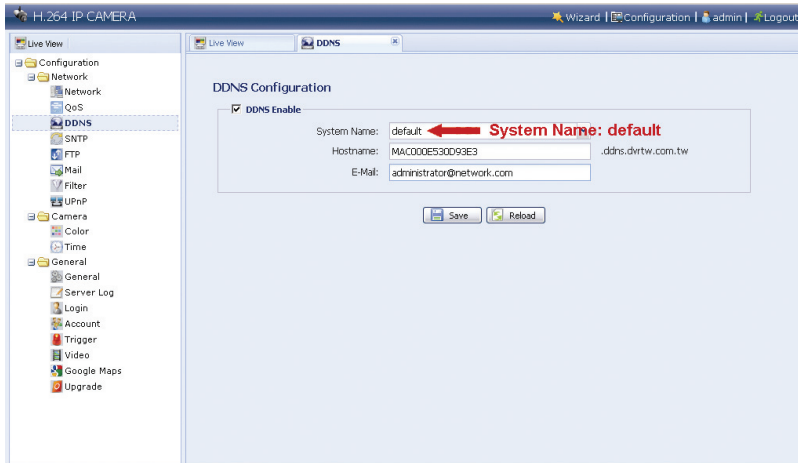 H.264 IP CAMERA
Wizard | Configuration | admin | Logout
Live View
Live View
DDNS
Configuration
Network
Network
QoS
DDNS
SNTP
FTP
Mail
Filter
UPnP
Camera
Color
Time
General
General
Server Log
Login
Account
Trigger
Video
Google Maps
Upgrade
DDNS Configuration
DDNS Enable
System Name: default System Name: default
Hostname: MAC000E530D93E3 .ddns.dvrtw.com.tw
E-Mail: administrator@network.com
Save Reload